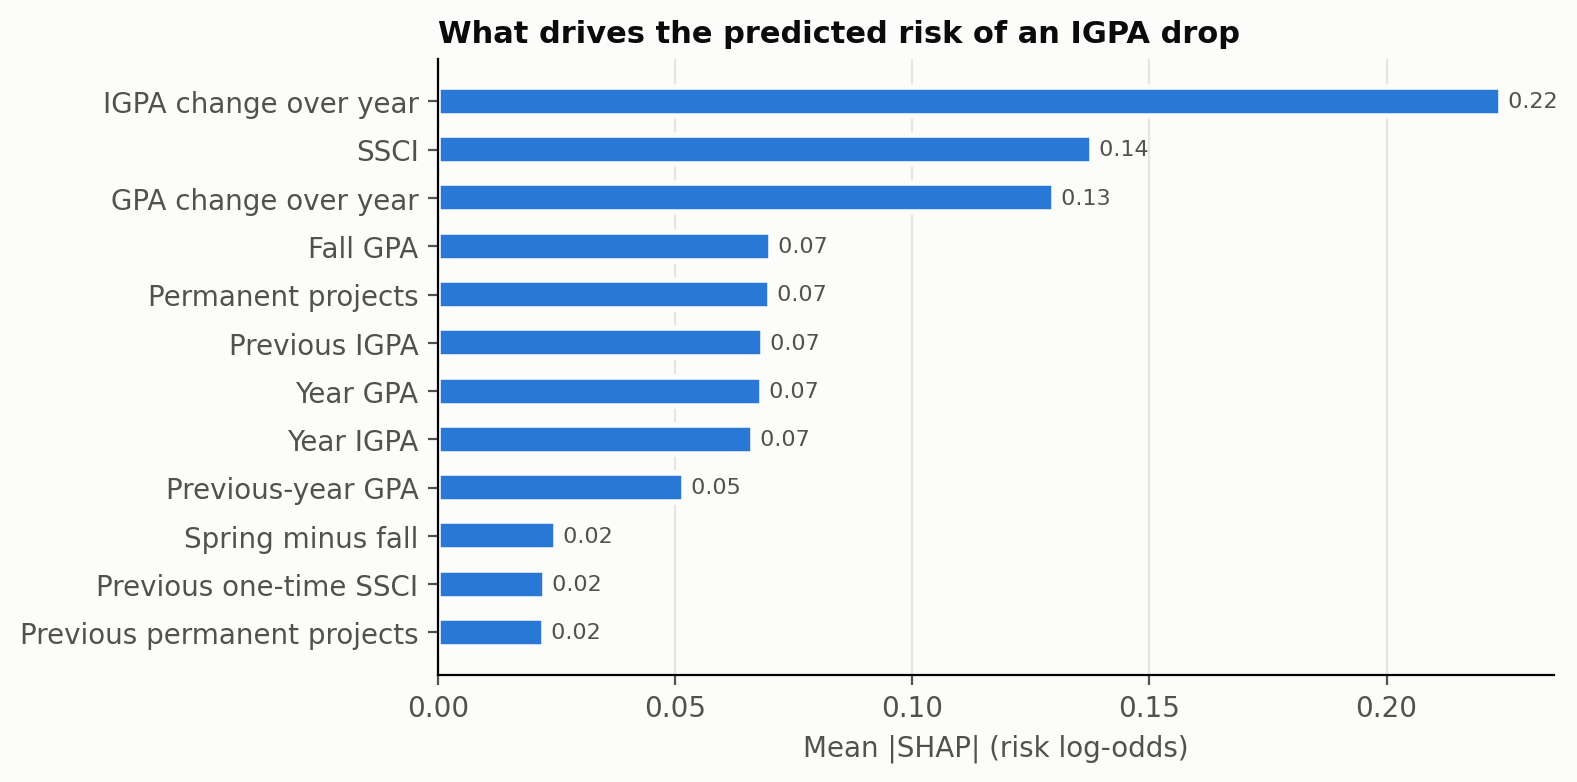 What drives the predicted risk of an IGPA drop
IGPA change over year 0.22
SSCI 0.14
GPA change over year 0.13
Fall GPA 0.07
Permanent projects 0.07
Previous IGPA 0.07
Year GPA 0.07
Year IGPA 0.07
Previous-year GPA 0.05
Spring minus fall 0.02
Previous one-time SSCI 0.02
Previous permanent projects 0.02
0.00 0.05 0.10 0.15 0.20
Mean |SHAP| (risk log-odds)